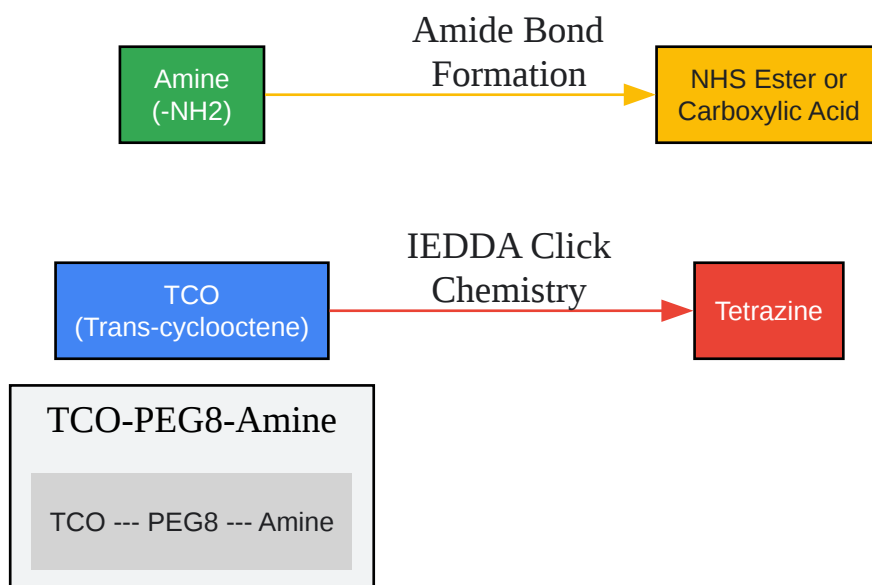 Amide Bond
Formation
Amine
(-NH2)
NHS Ester or
Carboxylic Acid
IEDDA Click
Chemistry
TCO
(Trans-cyclooctene)
Tetrazine
TCO-PEG8-Amine
TCO --- PEG8 --- Amine